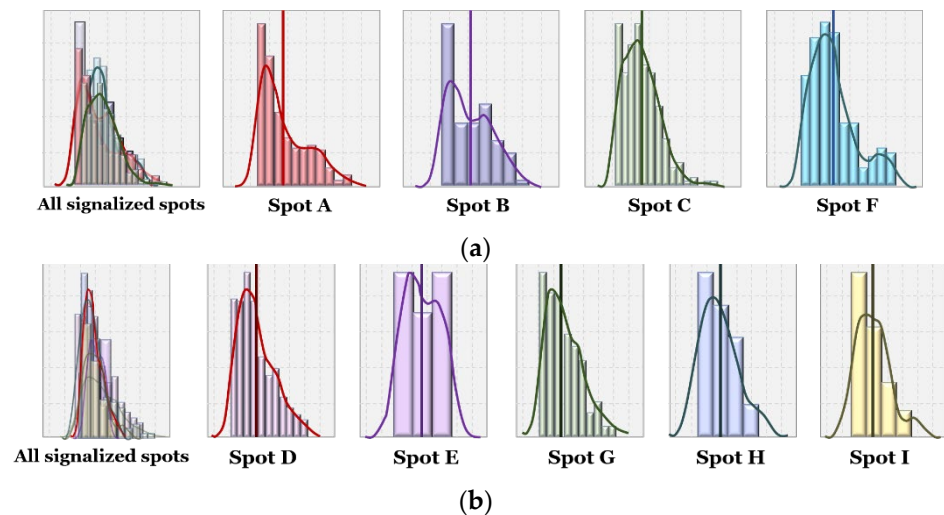 All signalized spots Spot A Spot B Spot C Spot F
(a)
All signalized spots Spot D Spot E Spot G Spot H Spot I
(b)